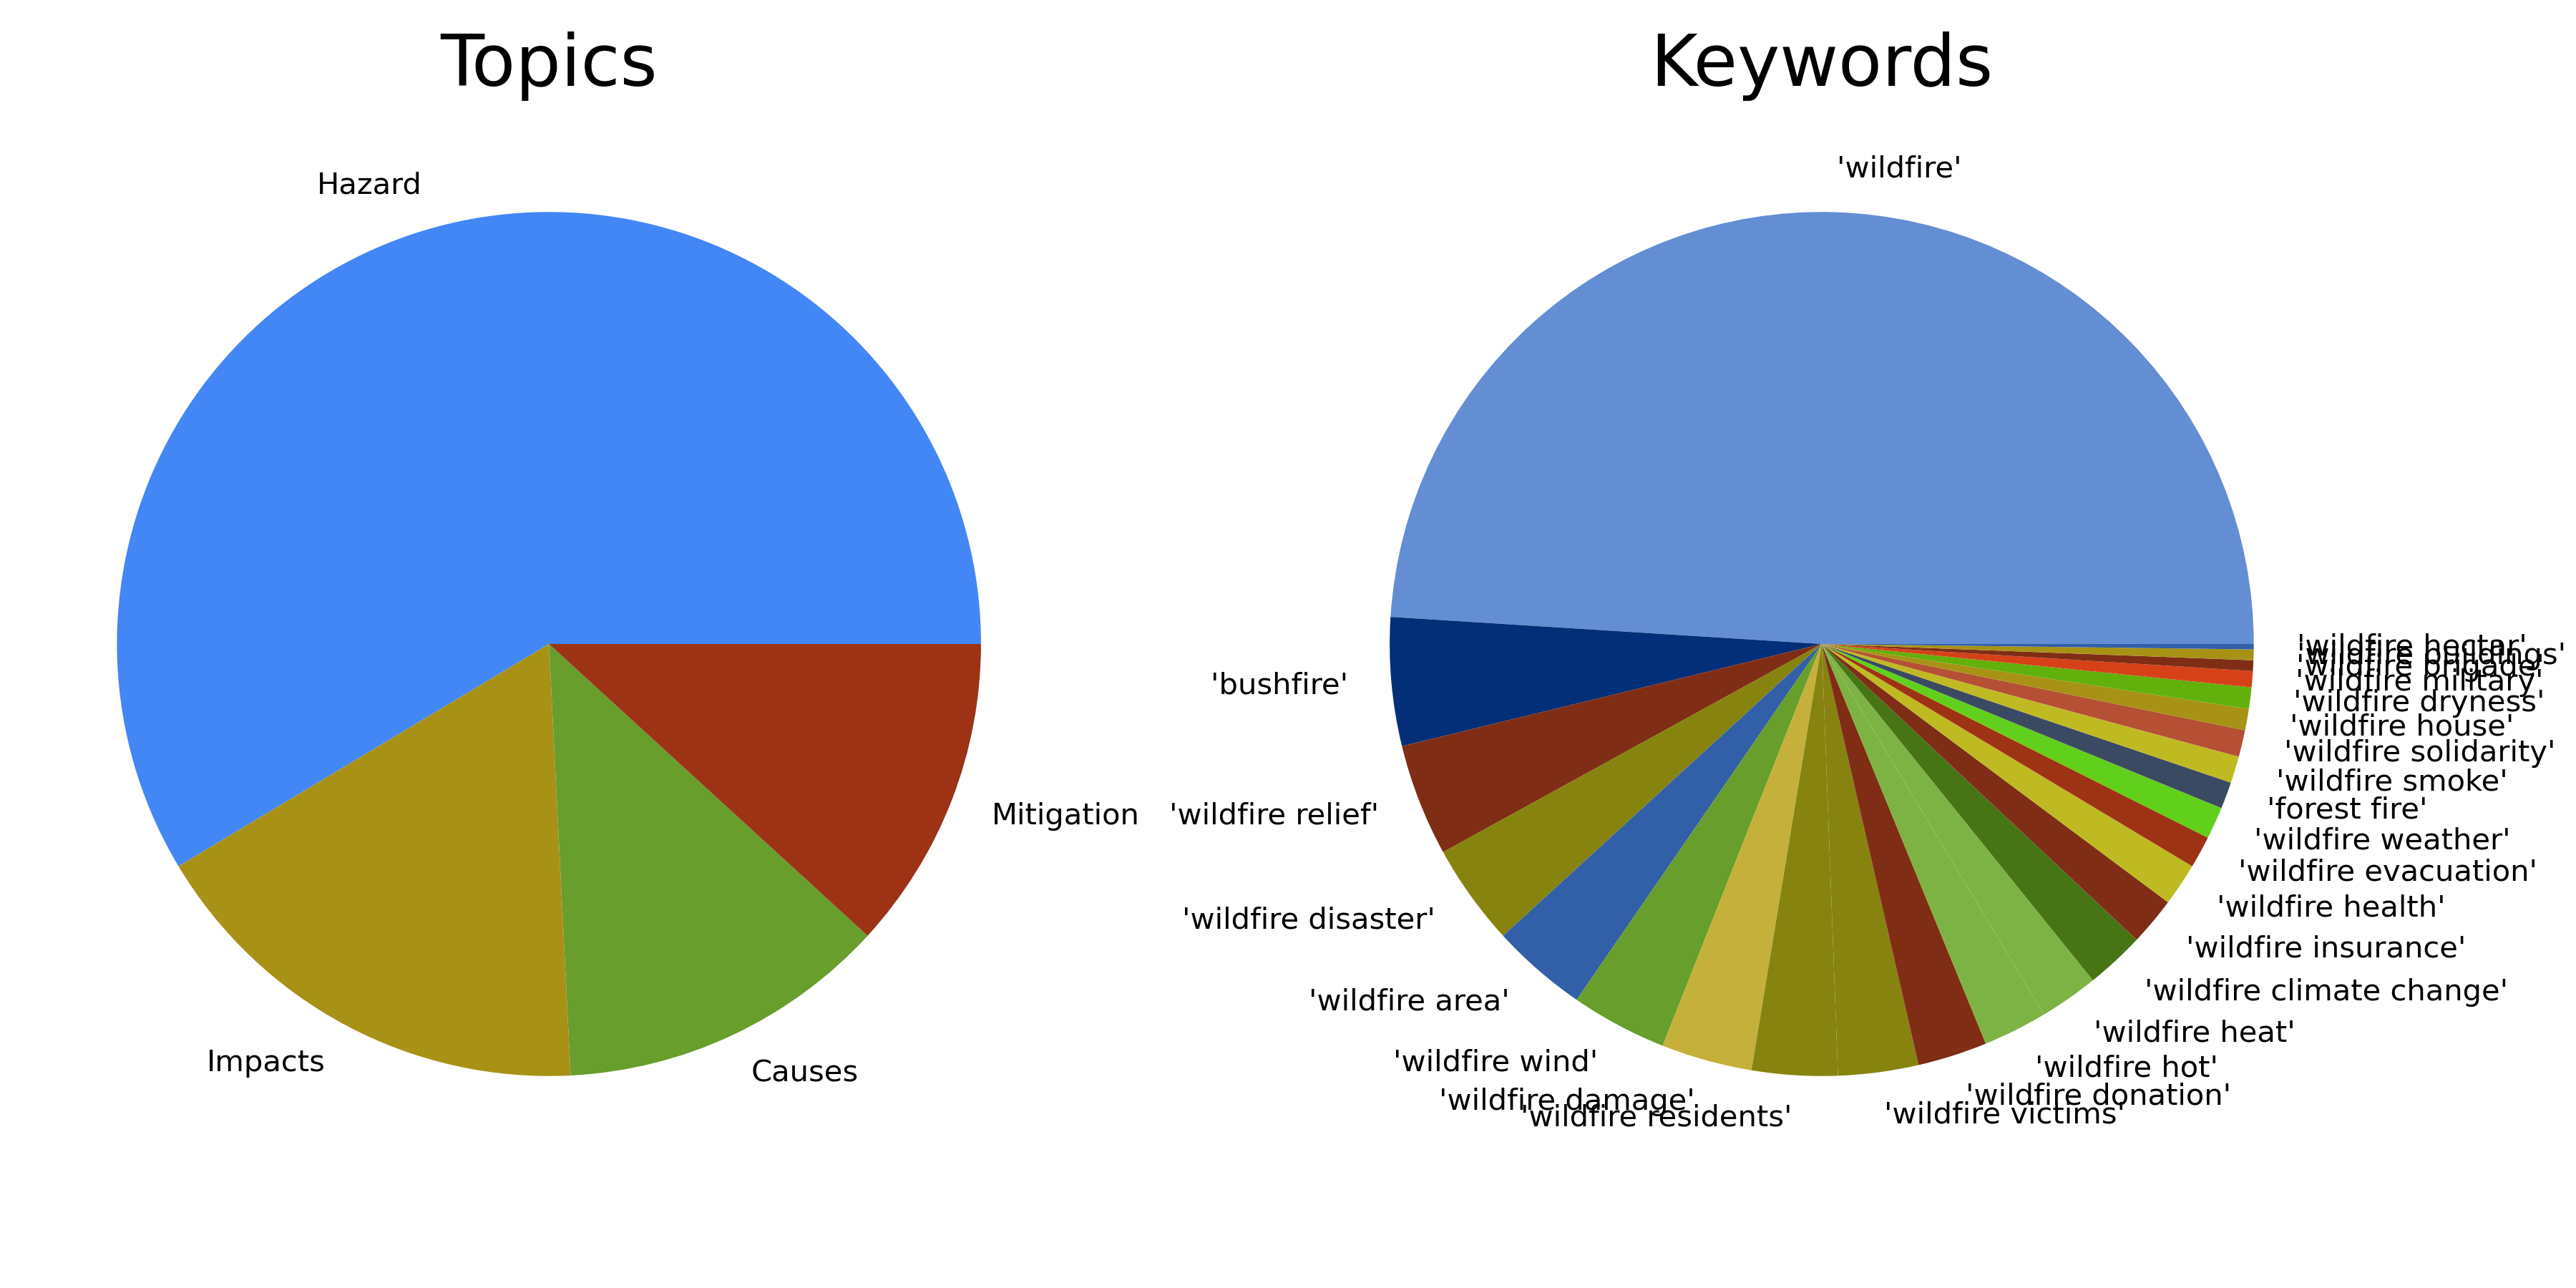 Topics
Hazard
Impacts
Causes
Mitigation
Keywords
'wildfire'
'bushfire'
'wildfire relief'
'wildfire disaster'
'wildfire area'
'wildfire wind'
'wildfire damage'
'wildfire residents'
'wildfire victims'
'wildfire donation'
'wildfire hot'
'wildfire heat'
'wildfire climate change'
'wildfire insurance'
'wildfire health'
'wildfire evacuation'
'wildfire weather'
'forest fire'
'wildfire smoke'
'wildfire solidarity'
'wildfire house'
'wildfire dryness'
'wildfire military'
'wildfire brigade'
'wildfire buildings'
'wildfire hectar'